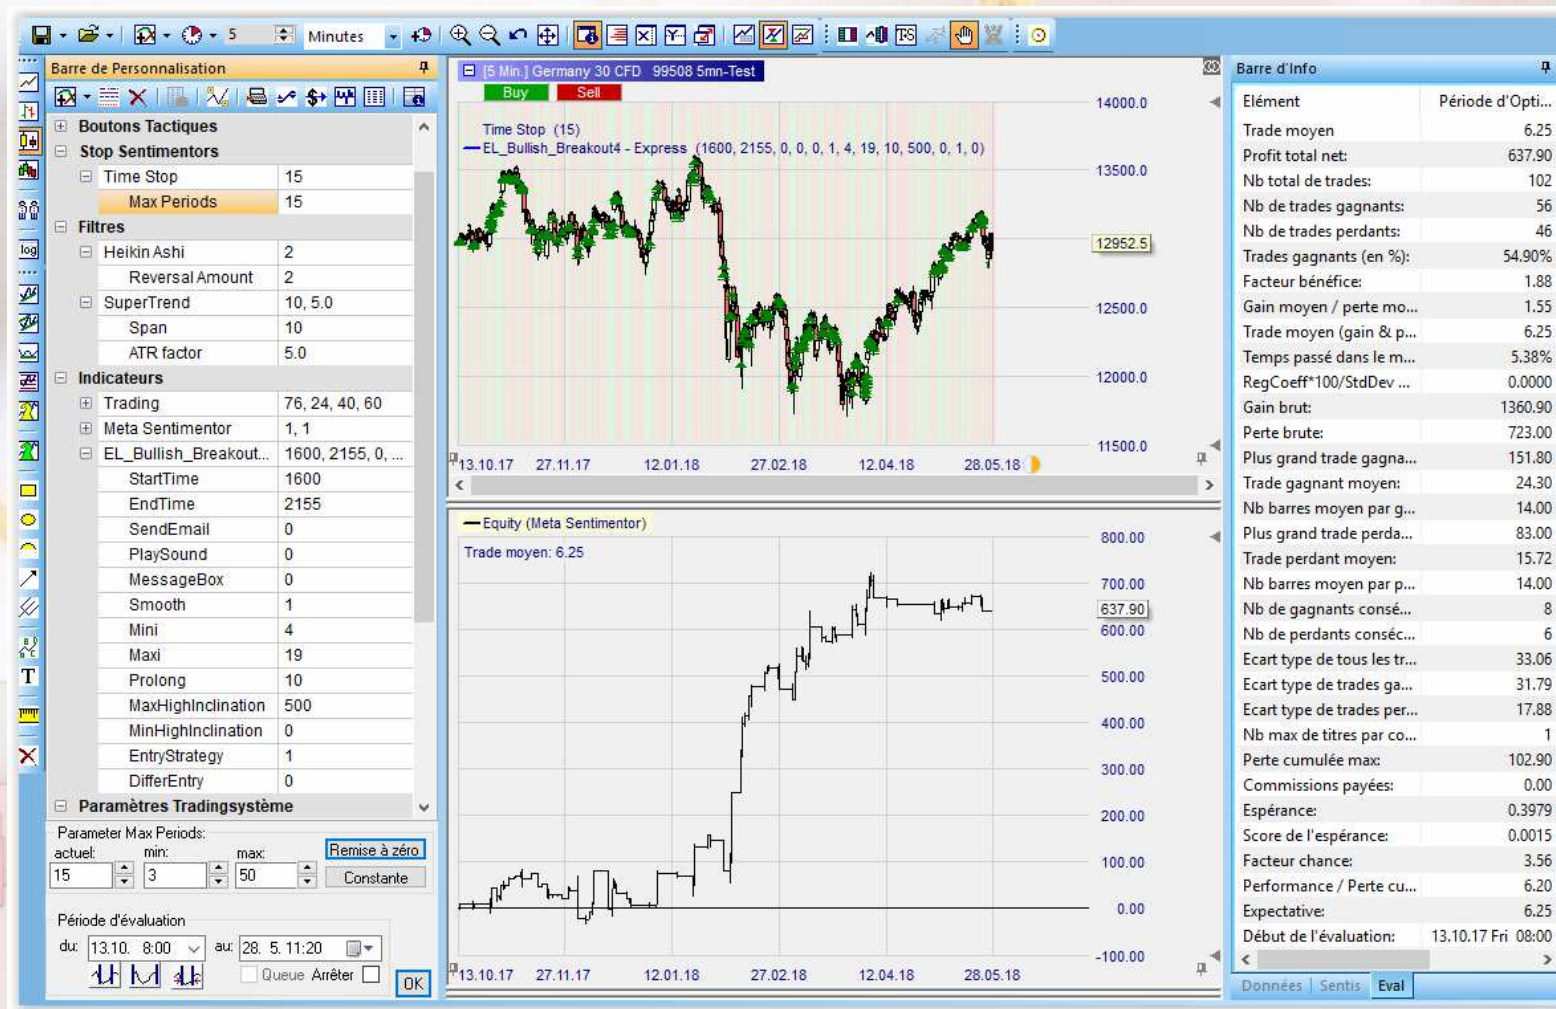 5 Minutes
Barre de Personnalisation
Boutons Tactiques
Stop Sentimentors
Time Stop 15
Max Periods 15
Filtres
Heikin Ashi 2
Reversal Amount 2
SuperTrend 10, 5.0
Span 10
ATR factor 5.0
Indicateurs
Trading 76, 24, 40, 60
Meta Sentimentor 1, 1
EL_Bullish_Breakout... 1600, 2155, 0, ...
StartTime 1600
EndTime 2155
SendEmail 0
PlaySound 0
MessageBox 0
Smooth 1
Mini 4
Maxi 19
Prolong 10
MaxHighInclination 500
MinHighInclination 0
EntryStrategy 1
DifferEntry 0
Paramètres Tradingsystème
Parameter Max Periods:
actuel: min: max: Remise à zéro
15 3 50 Constante
Période d'évaluation
du: 13.10. 8:00 au: 28. 5. 11:20
Queue Arrêter OK
log
T
TS
[5 Min.] Germany 30 CFD 99508 5mn-Test
Buy Sell
Time Stop (15)
EL_Bullish_Breakout4 - Express (1600, 2155, 0, 0, 0, 1, 4, 19, 10, 500, 0, 1, 0)
14000.0
13500.0
12952.5
12500.0
12000.0
11500.0
13.10.17 27.11.17 12.01.18 27.02.18 12.04.18 28.05.18
Equity (Meta Sentimentor)
Trade moyen: 6.25
800.00
700.00
637.90
600.00
500.00
400.00
300.00
200.00
100.00
0.00
-100.00
13.10.17 27.11.17 12.01.18 27.02.18 12.04.18 28.05.18
Barre d'Info
Elément Période d'Opti...
Trade moyen 6.25
Profit total net: 637.90
Nb total de trades: 102
Nb de trades gagnants: 56
Nb de trades perdants: 46
Trades gagnants (en %): 54.90%
Facteur bénéfice: 1.88
Gain moyen / perte mo... 1.55
Trade moyen (gain & p... 6.25
Temps passé dans le m... 5.38%
RegCoeff*100/StdDev ... 0.0000
Gain brut: 1360.90
Perte brute: 723.00
Plus grand trade gagna... 151.80
Trade gagnant moyen: 24.30
Nb barres moyen par g... 14.00
Plus grand trade perda... 83.00
Trade perdant moyen: 15.72
Nb barres moyen par p... 14.00
Nb de gagnants consé... 8
Nb de perdants conséc... 6
Ecart type de tous les tr... 33.06
Ecart type de trades ga... 31.79
Ecart type de trades per... 17.88
Nb max de titres par co... 1
Perte cumulée max: 102.90
Commissions payées: 0.00
Espérance: 0.3979
Score de l'espérance: 0.0015
Facteur chance: 3.56
Performance / Perte cu... 6.20
Expectative: 6.25
Début de l'évaluation: 13.10.17 Fri 08:00
Données Sentis Eval